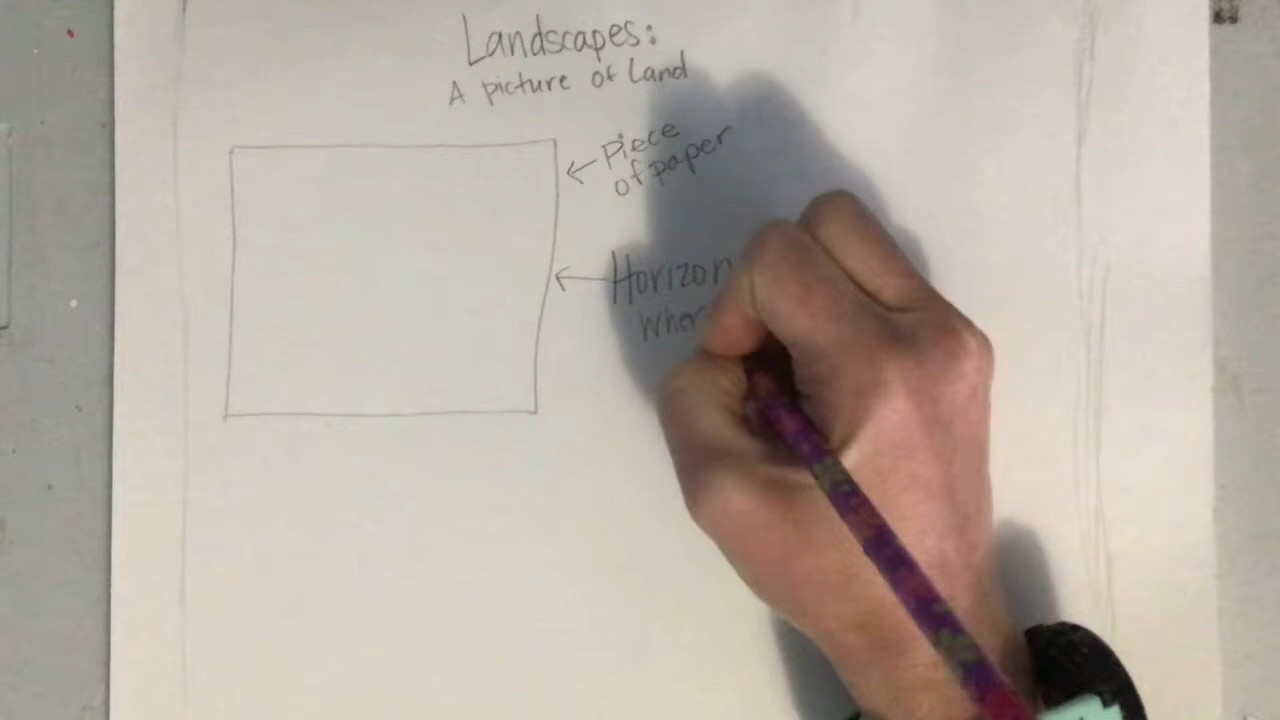 Landscapes:
A picture of Land
← Piece
of paper
← Horizon